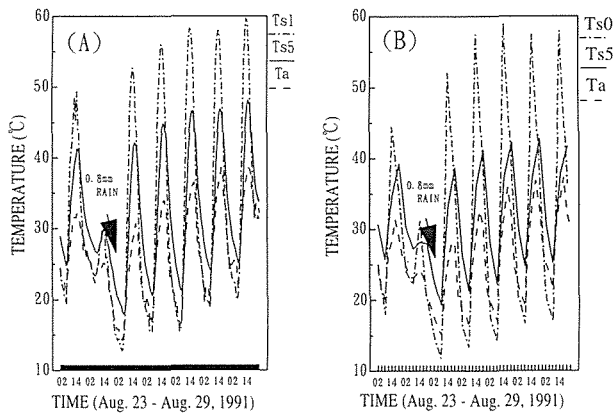 (A)
Ts1
Ts5
Ta
TEMPERATURE (℃)
60
50
40
30
20
10
0.8mm
RAIN
02 14 02 14 02 14 02 14 02 14 02 14 02 14
TIME (Aug. 23 - Aug. 29, 1991)
(B)
Ts0
Ts5
Ta
TEMPERATURE (℃)
60
50
40
30
20
10
0.8mm
RAIN
02 14 02 14 02 14 02 14 02 14 02 14 02 14
TIME (Aug. 23 - Aug. 29, 1991)